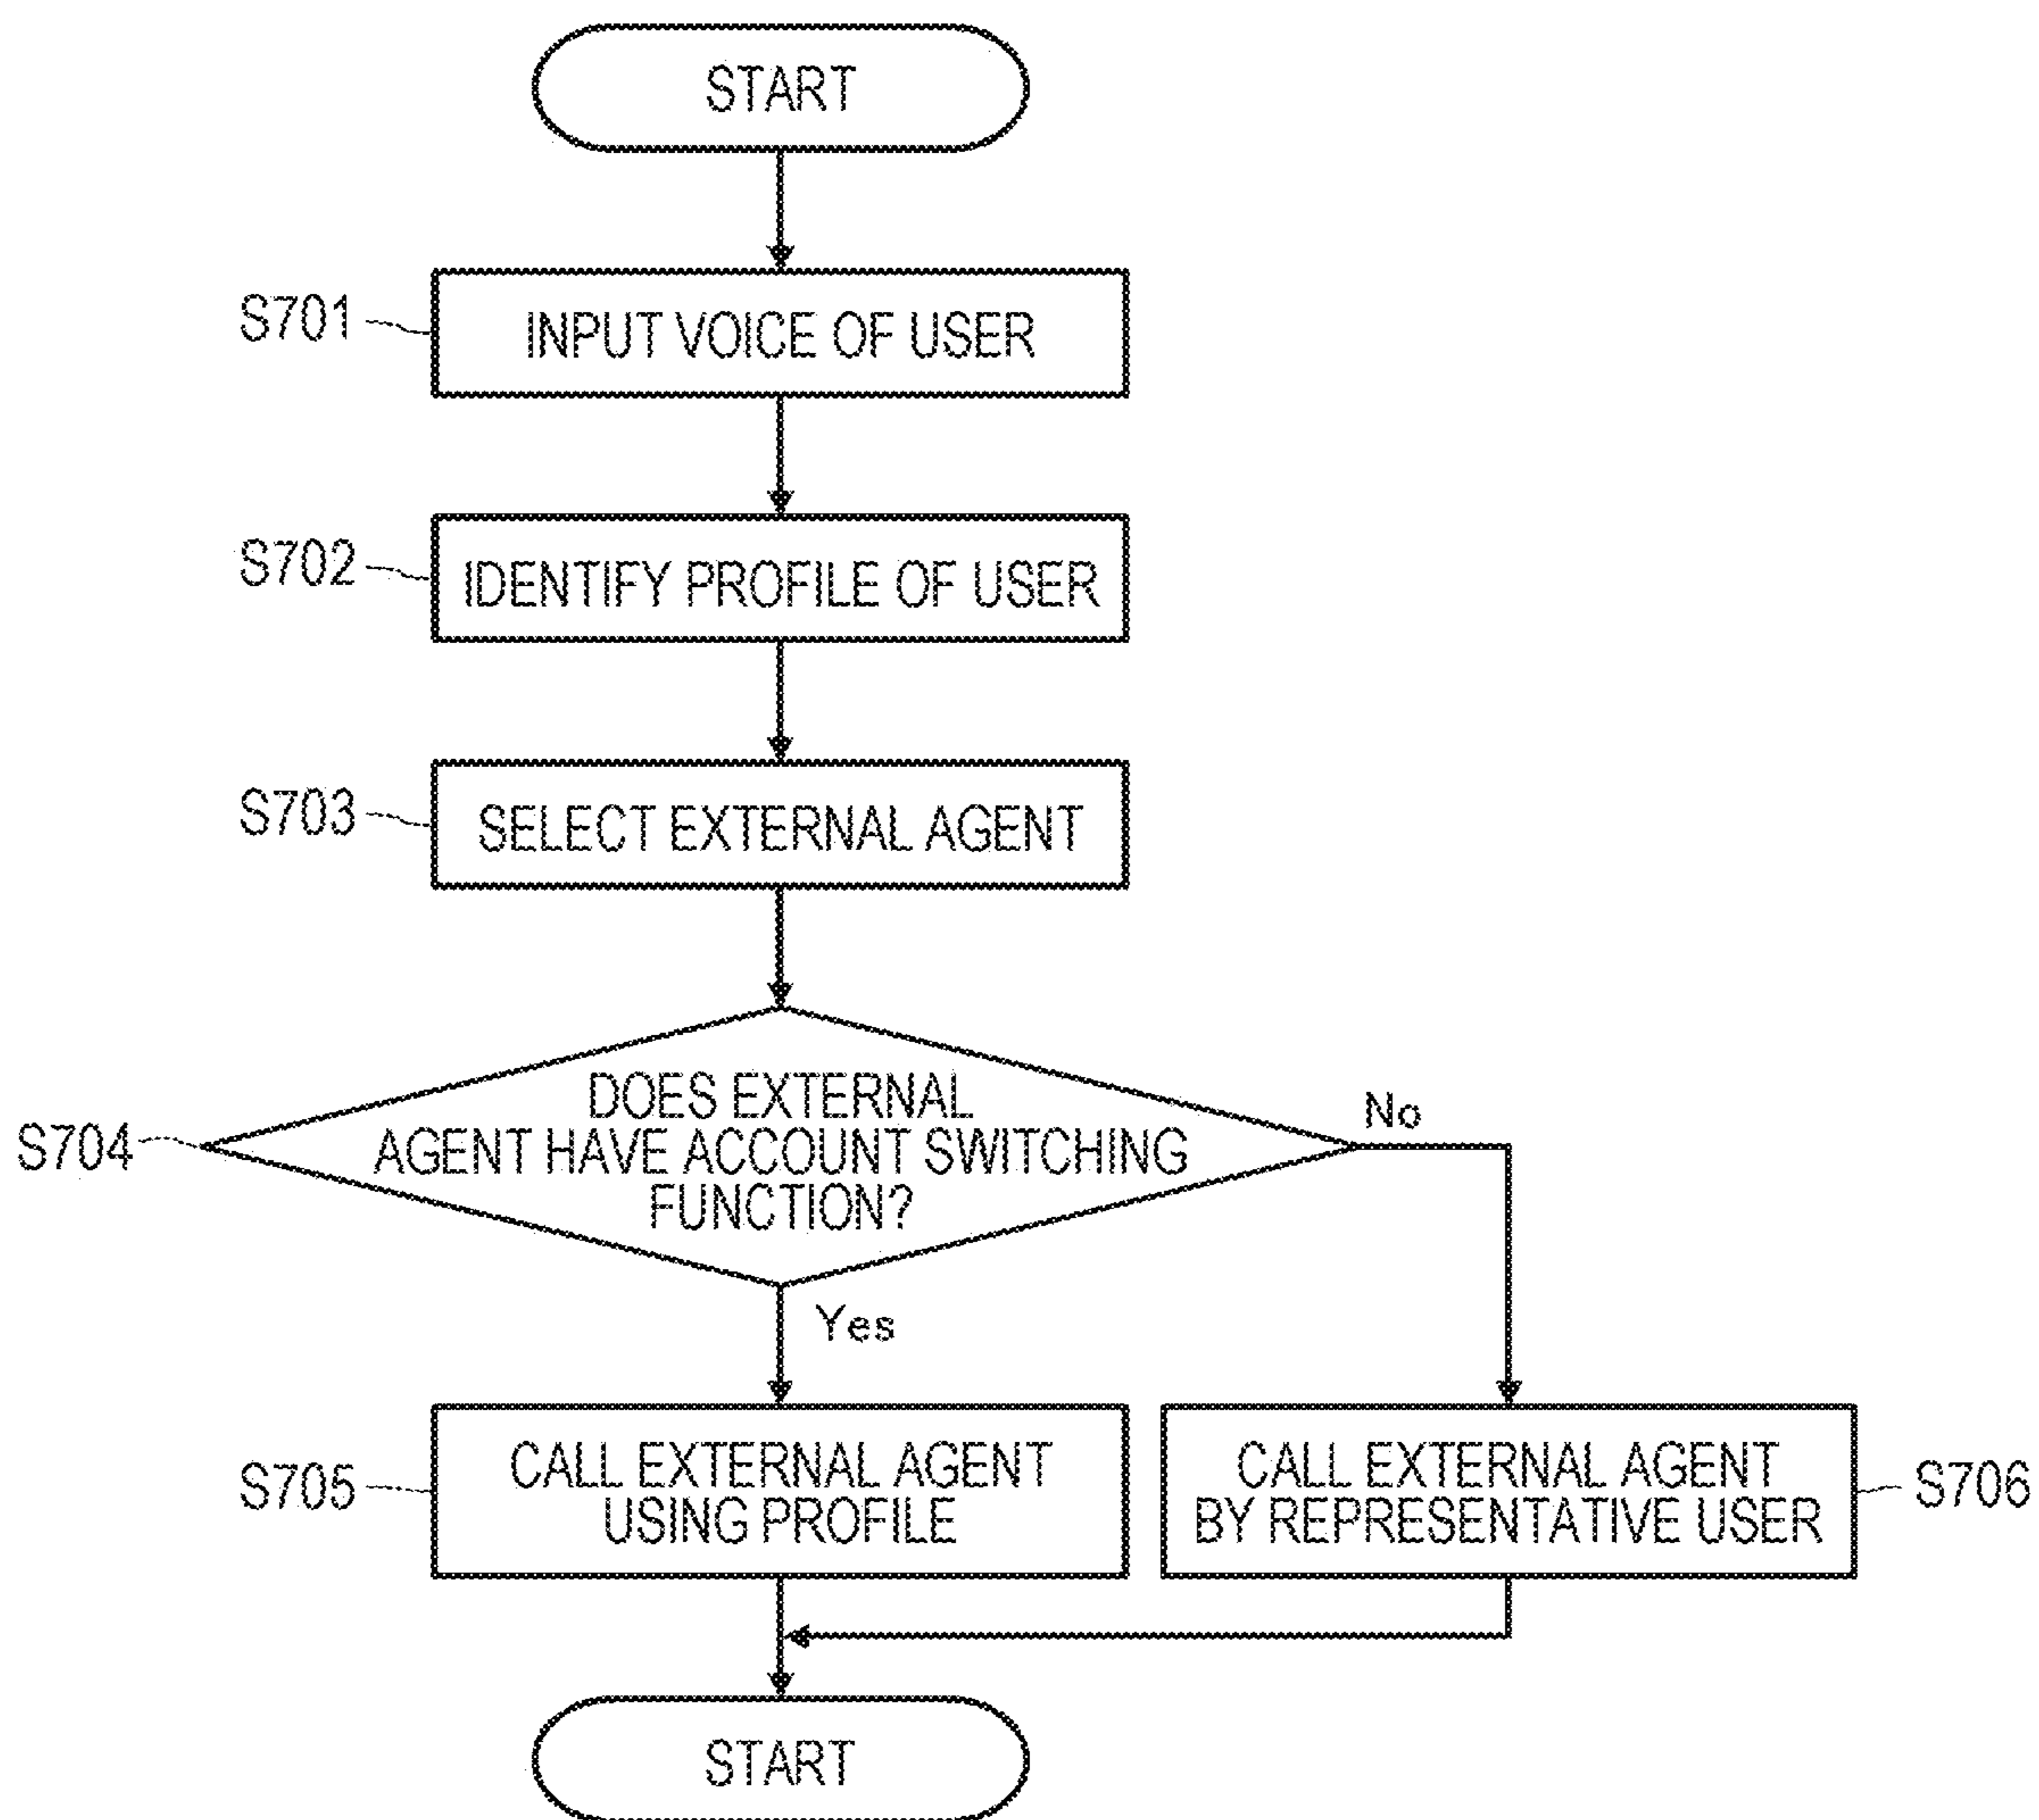 START
S701
INPUT VOICE OF USER
S702
IDENTIFY PROFILE OF USER
S703
SELECT EXTERNAL AGENT
S704
DOES EXTERNAL
AGENT HAVE ACCOUNT SWITCHING
FUNCTION?
No
Yes
S705
CALL EXTERNAL AGENT
USING PROFILE
CALL EXTERNAL AGENT
BY REPRESENTATIVE USER
S706
START